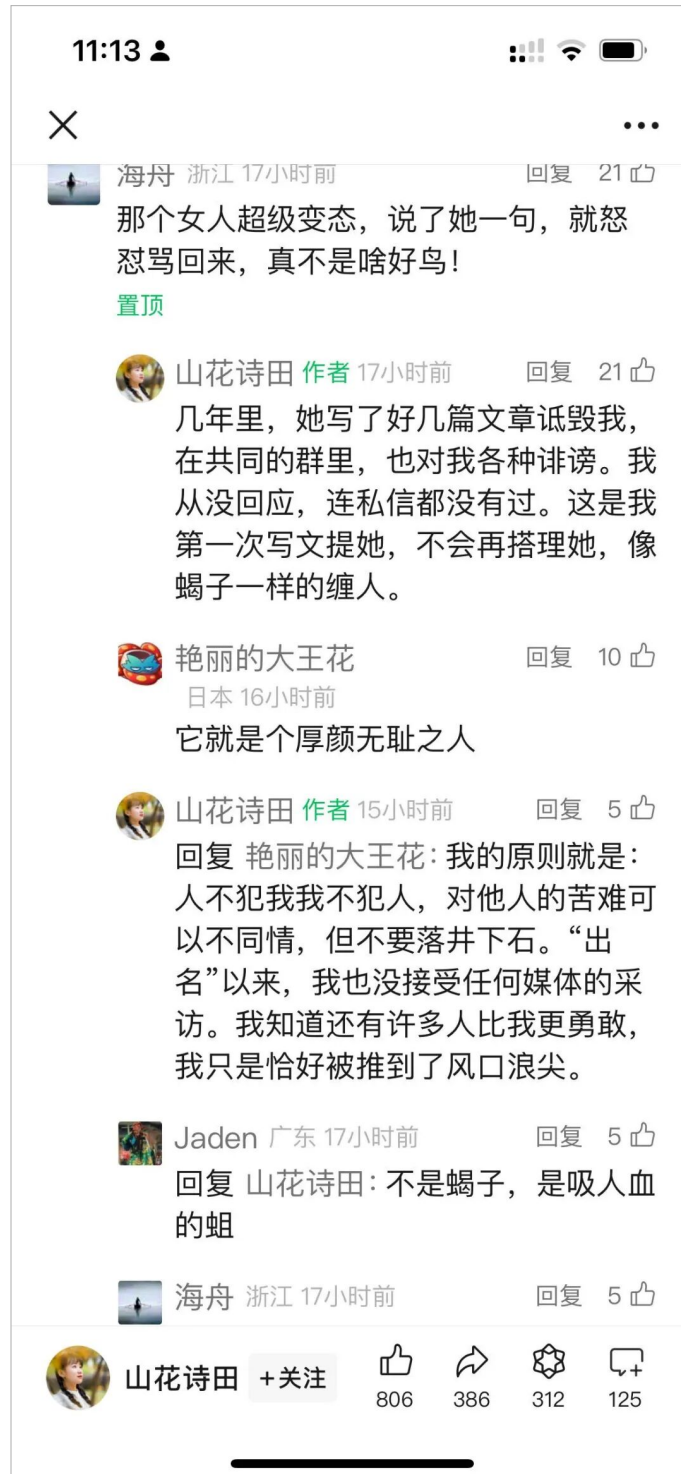 11:13
海舟 浙江 17小时前 回复 21
那个女人超级变态，说了她一句，就怒
怼骂回来，真不是啥好鸟！
置顶
山花诗田 作者 17小时前 回复 21
几年里，她写了好几篇文章诋毁我，
在共同的群里，也对我各种诽谤。我
从没回应，连私信都没有过。这是我
第一次写文提她，不会再搭理她，像
蝎子一样的缠人。
艳丽的大王花 回复 10
日本 16小时前
它就是个厚颜无耻之人
山花诗田 作者 15小时前 回复 5
回复 艳丽的大王花：我的原则就是：
人不犯我我不犯人，对他人的苦难可
以不同情，但不要落井下石。“出
名”以来，我也没接受任何媒体的采
访。我知道还有许多人比我更勇敢，
我只是恰好被推到了风口浪尖。
Jaden 广东 17小时前 回复 5
回复 山花诗田：不是蝎子，是吸人血
的蛆
海舟 浙江 17小时前 回复 5
山花诗田 +关注 806 386 312 125